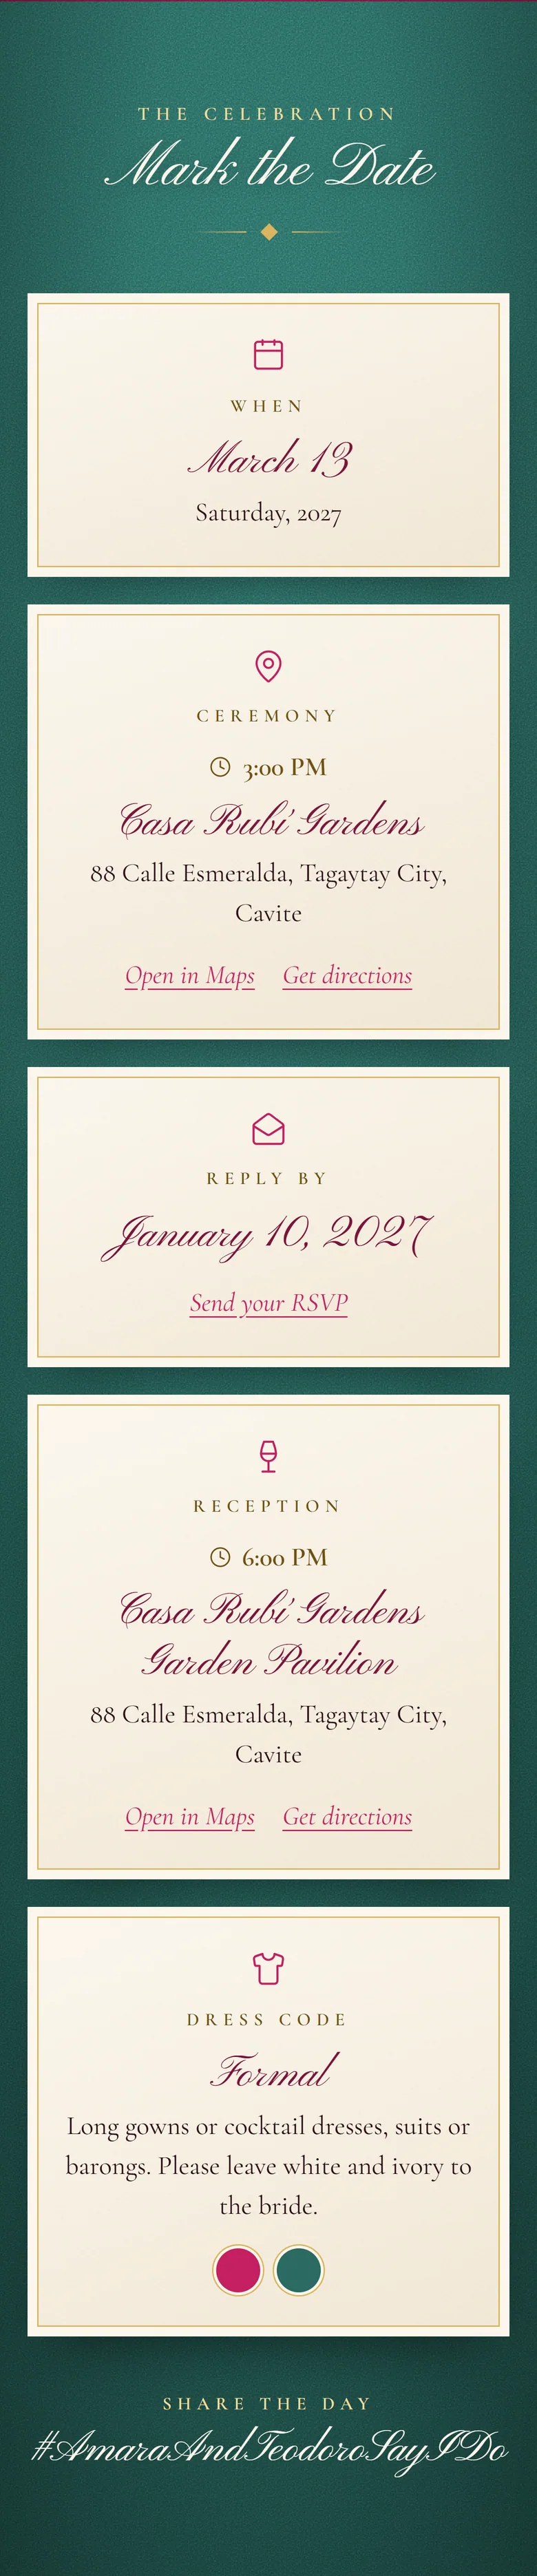 THE CELEBRATION
Mark the Date
WHEN
March 13
Saturday, 2027
CEREMONY
3:00 PM
Casa Rubi Gardens
88 Calle Esmeralda, Tagaytay City,
Cavite
Open in Maps Get directions
REPLY BY
January 10, 2027
Send your RSVP
RECEPTION
6:00 PM
Casa Rubi Gardens
Garden Pavilion
88 Calle Esmeralda, Tagaytay City,
Cavite
Open in Maps Get directions
DRESS CODE
Formal
Long gowns or cocktail dresses, suits or
barongs. Please leave white and ivory to
the bride.
SHARE THE DAY
#AmaraAndTeodoroSayIDo